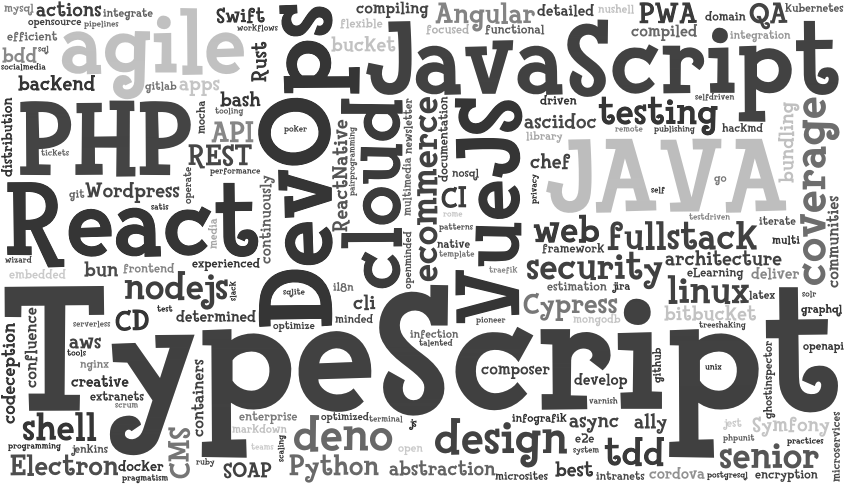 mysql
actions
integrate
opensource
pipelines
Swift
workflows
compiling
Angular
detailed
nushell
PWA
domain
QA
Kubernetes
efficient
agile
flexible
focused
functional
compiled
integration
bdd
sql
socialmedia
Rust
DevOps
bucket
JavaScript
backend
gitlab
apps
selfdriven
distribution
PHP
tickets
mocha
bash
tooling
API
REST
performance
poker
cloud
ReactNative
pairprogramming
multimedia
newsletter
ecommerce
documentation
VueJS
driven
asciidoc
library
testing
remote
publishing
hackmd
bundling
coverage
nosql
chef
privacy
JAVA
self
go
CI
rome
git
Wordpress
satis
operate
React
media
continuously
wizard
experienced
patterns
native
template
traefik
openminded
testdriven
iterate
communities
web
framework
fullstack
multi
architecture
security
eLearning
deliver
embedded
bun
frontend
nodejs
slack
sqlite
i18n
cli
minded
estimation
jira
linux
latex
solr
Cypress
mongodb
bitbucket
graphql
treeshaking
TypeScript
serverless
CD
test
determined
optimize
pioneer
infection
talented
openapi
codeception
confluence
aws
tools
nginx
creative
extranets
scrum
containers
composer
develop
varnish
github
unix
ghostinspector
shell
programming
jenkins
CMS
enterprise
markdown
teams
optimized
terminal
js
deno
open
design
infografik
async
ally
e2e
system
tdd
jest
Symfony
phpunit
practices
microservices
Electron
docker
pragmatism
ruby
SOAP
scaling
Python
abstraction
microsites
best
intranets
cordova
postgresql
senior
encryption